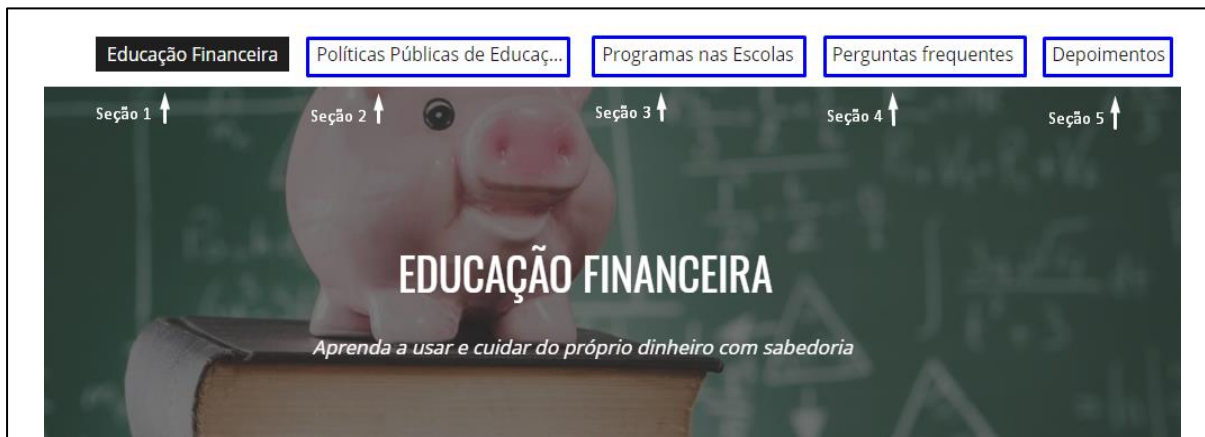 Educação Financeira Políticas Públicas de Educaç... Programas nas Escolas Perguntas frequentes Depoimentos
Seção 1 Seção 2 Seção 3 Seção 4 Seção 5
EDUCAÇÃO FINANCEIRA
Aprenda a usar e cuidar do próprio dinheiro com sabedoria